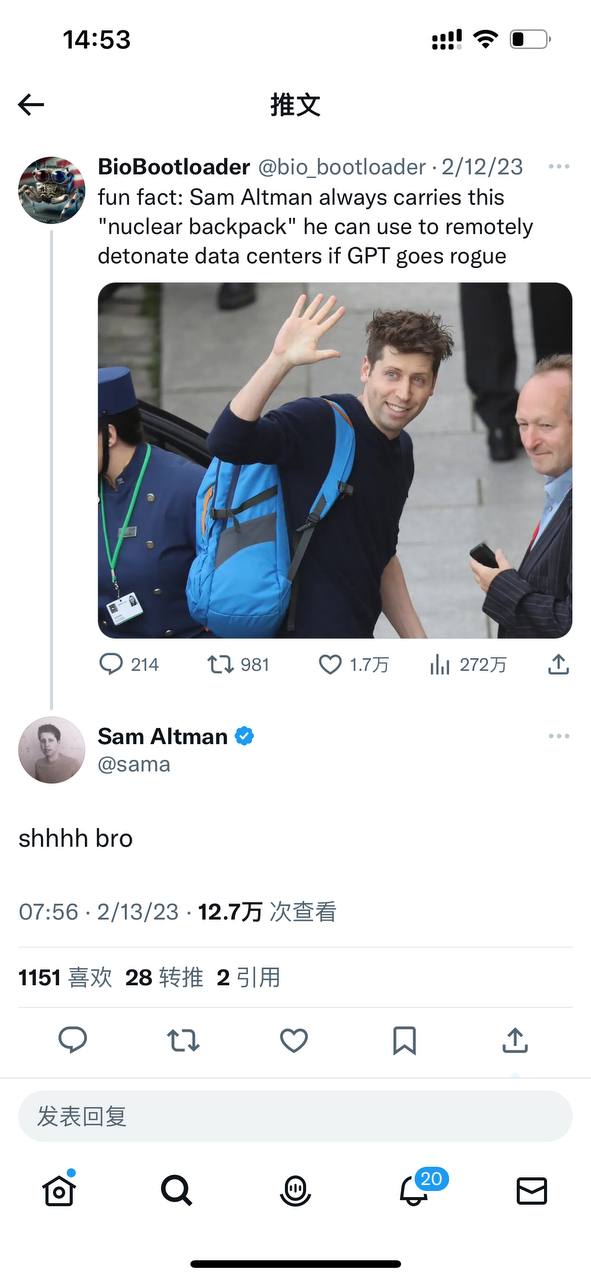 14:53
推文
BioBootloader @bio_bootloader · 2/12/23
fun fact: Sam Altman always carries this
"nuclear backpack" he can use to remotely
detonate data centers if GPT goes rogue
214 981 1.7万 272万
Sam Altman
@sama
shhhh bro
07:56 · 2/13/23 · 12.7万 次查看
1151 喜欢 28 转推 2 引用
发表回复
20